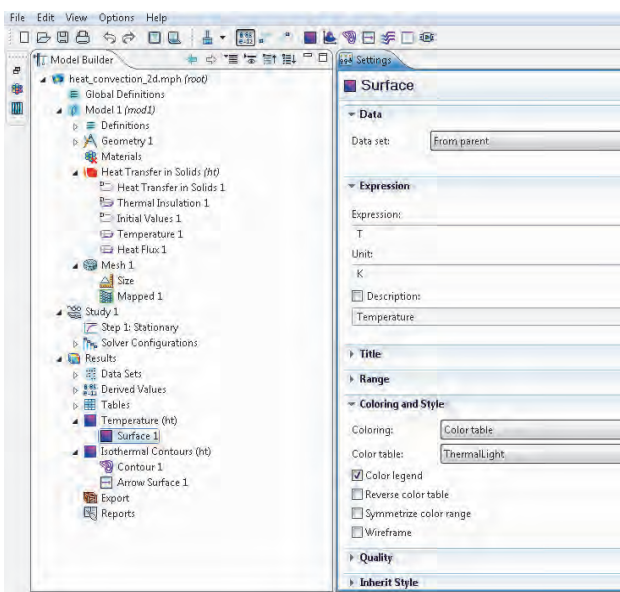 File Edit View Options Help
Model Builder
heat_convection_2d.mph (root)
Global Definitions
Model 1 (mod1)
Definitions
Geometry 1
Materials
Heat Transfer in Solids (ht)
Heat Transfer in Solids 1
Thermal Insulation 1
Initial Values 1
Temperature 1
Heat Flux 1
Mesh 1
Size
Mapped 1
Study 1
Step 1: Stationary
Solver Configurations
Results
Data Sets
Derived Values
Tables
Temperature (ht)
Surface 1
Isothermal Contours (ht)
Contour 1
Arrow Surface 1
Export
Reports
Settings
Surface
Data
Data set: From parent
Expression
Expression:
T
Unit:
K
Description:
Temperature
Title
Range
Coloring and Style
Coloring: Color table
Color table: ThermalLight
Color legend
Reverse color table
Symmetrize color range
Wireframe
Quality
Inherit Style